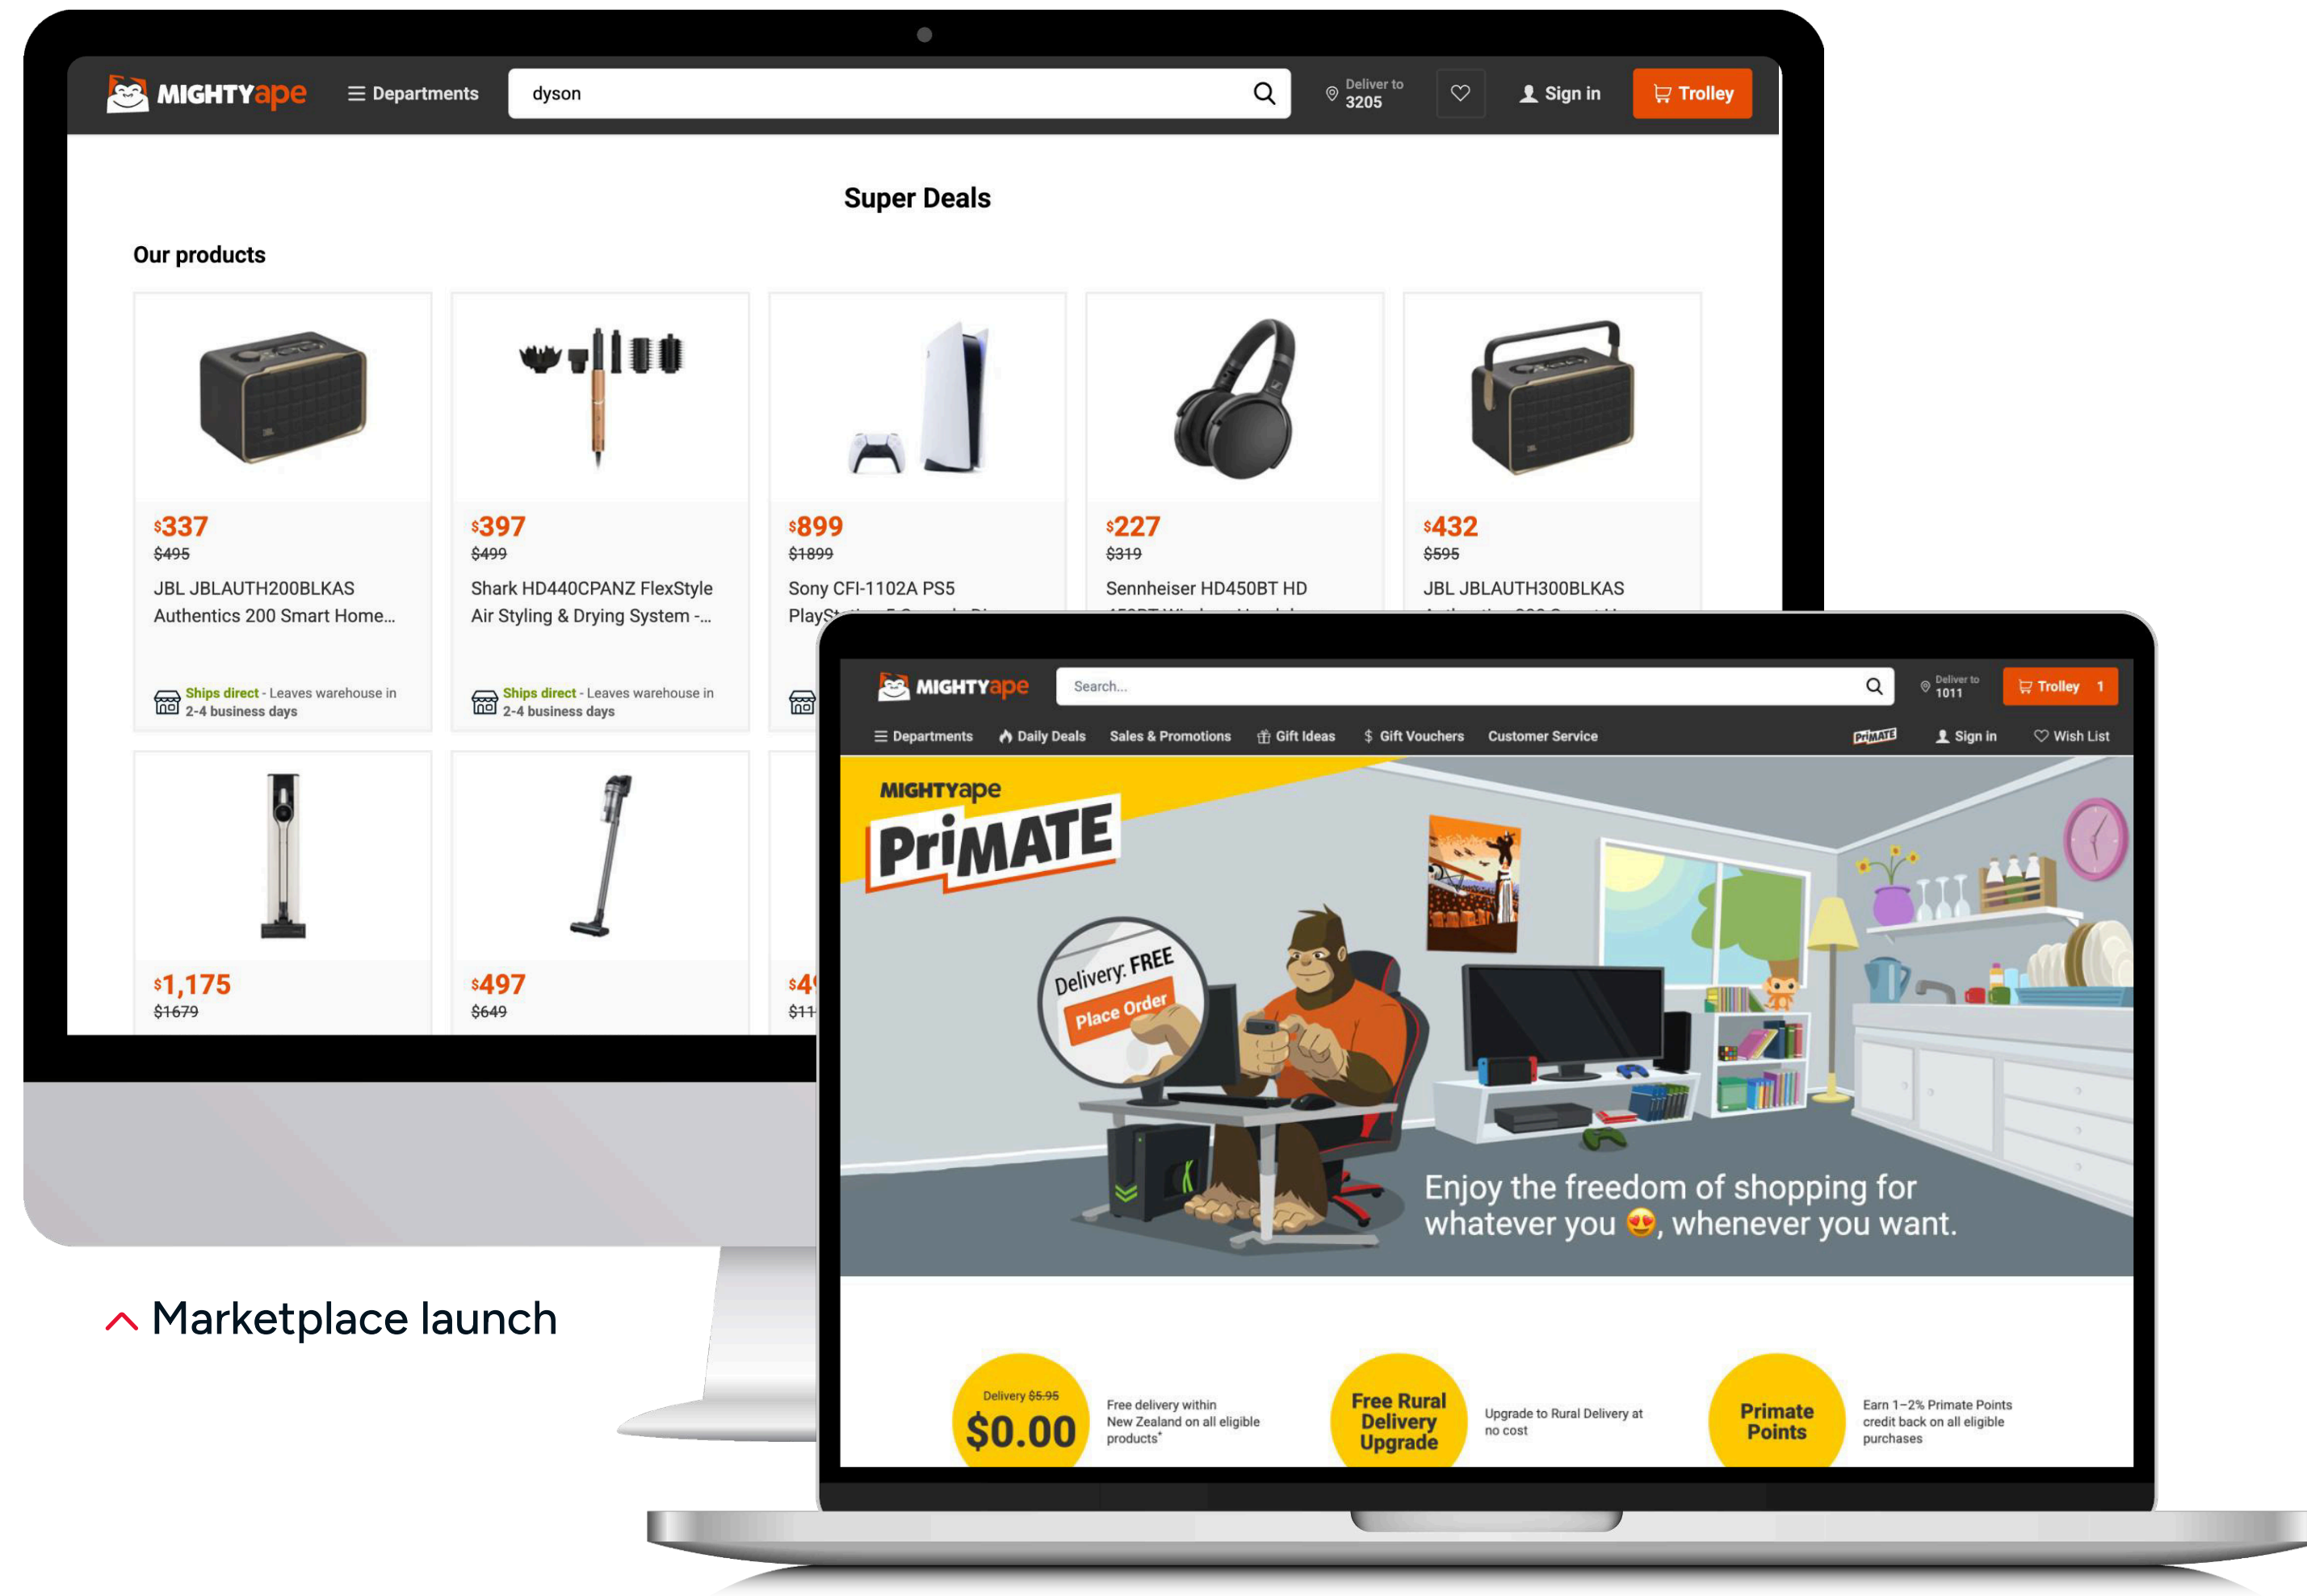 MIGHTYape
Departments
dyson
Deliver to
3205
Sign in
Trolley
Super Deals
Our products
$337
$495
JBL JBLAUTH200BLKAS
Authentics 200 Smart Home...
Ships direct - Leaves warehouse in
2-4 business days
$397
$499
Shark HD440CPANZ FlexStyle
Air Styling & Drying System -...
Ships direct - Leaves warehouse in
2-4 business days
$899
$1899
Sony CFI-1102A PS5
$227
$319
Sennheiser HD450BT HD
$432
$595
JBL JBLAUTH300BLKAS
$1,175
$1679
$497
$649
MIGHTYape
Search...
Deliver to
1011
Trolley 1
Departments
Daily Deals
Sales & Promotions
Gift Ideas
$ Gift Vouchers
Customer Service
PriMATE
Sign in
Wish List
MIGHTYape
PriMATE
Delivery: FREE
Place Order
Enjoy the freedom of shopping for
whatever you 😍, whenever you want.
Delivery $5.95
$0.00
Free delivery within
New Zealand on all eligible
products*
Free Rural
Delivery
Upgrade
Upgrade to Rural Delivery at
no cost
Primate
Points
Earn 1–2% Primate Points
credit back on all eligible
purchases
Marketplace launch